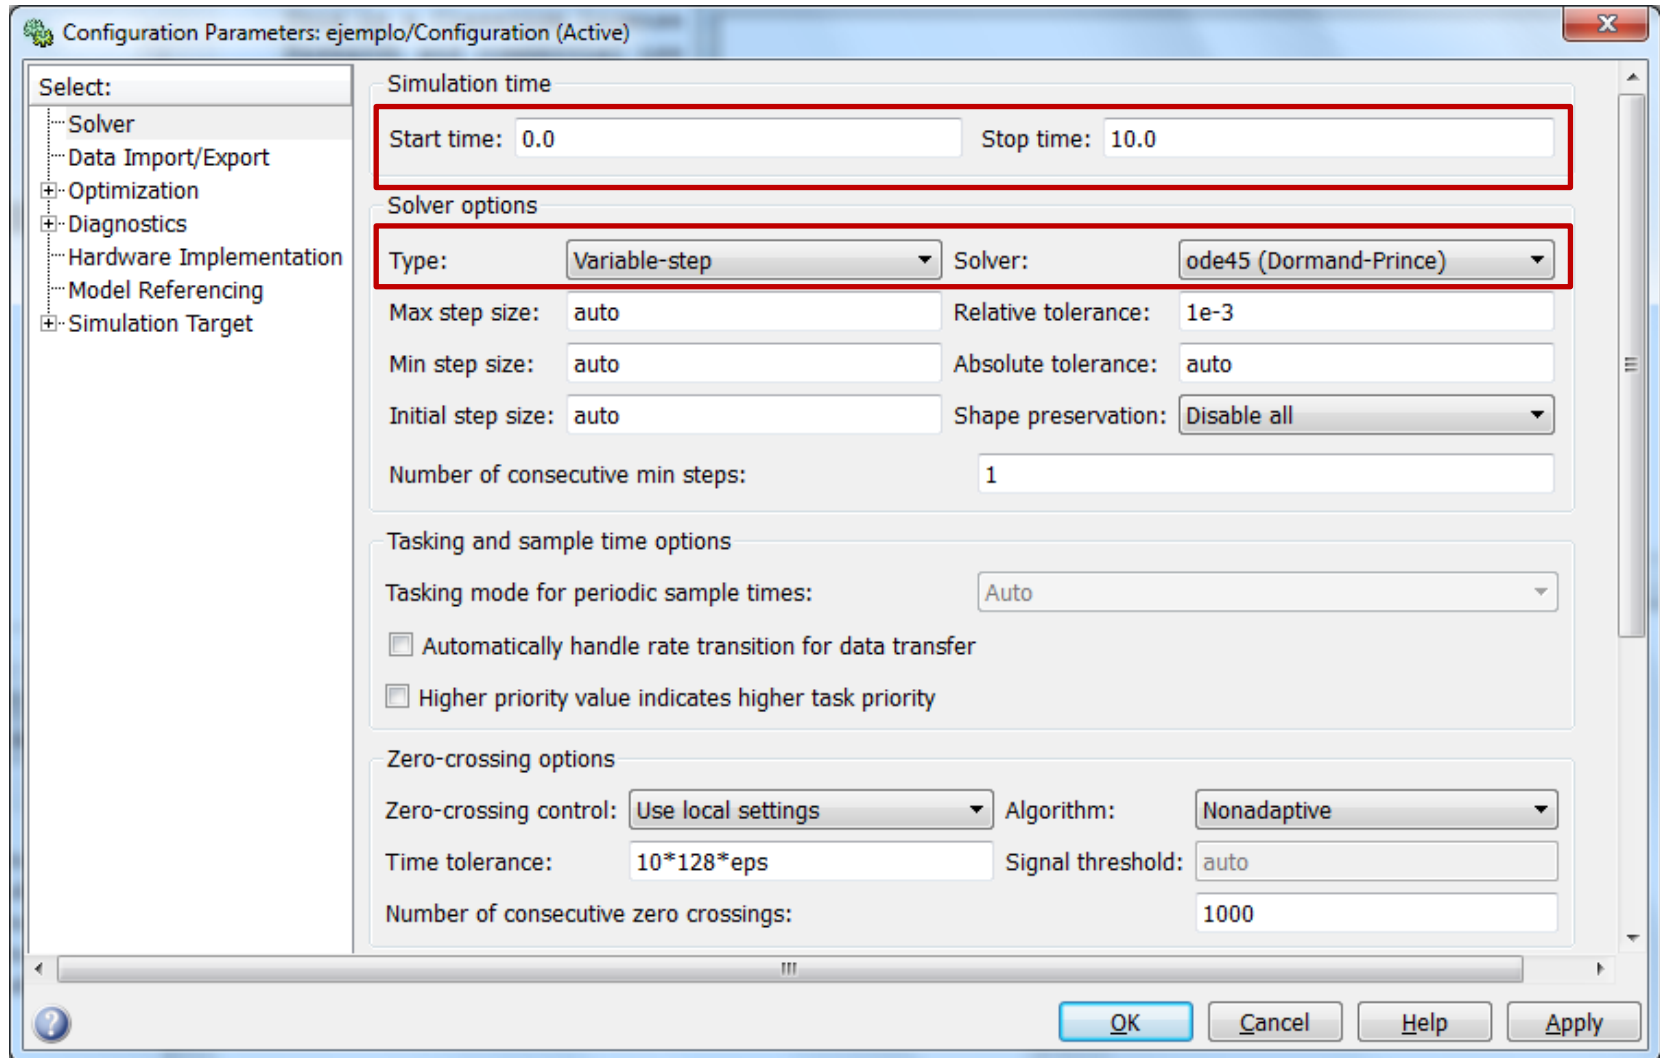 Configuration Parameters: ejemplo/Configuration (Active)
Select:
Solver
Data Import/Export
Optimization
Diagnostics
Hardware Implementation
Model Referencing
Simulation Target
Simulation time
Start time: 0.0 Stop time: 10.0
Solver options
Type: Variable-step Solver: ode45 (Dormand-Prince)
Max step size: auto Relative tolerance: 1e-3
Min step size: auto Absolute tolerance: auto
Initial step size: auto Shape preservation: Disable all
Number of consecutive min steps: 1
Tasking and sample time options
Tasking mode for periodic sample times: Auto
Automatically handle rate transition for data transfer
Higher priority value indicates higher task priority
Zero-crossing options
Zero-crossing control: Use local settings Algorithm: Nonadaptive
Time tolerance: 10*128*eps Signal threshold: auto
Number of consecutive zero crossings: 1000
OK Cancel Help Apply